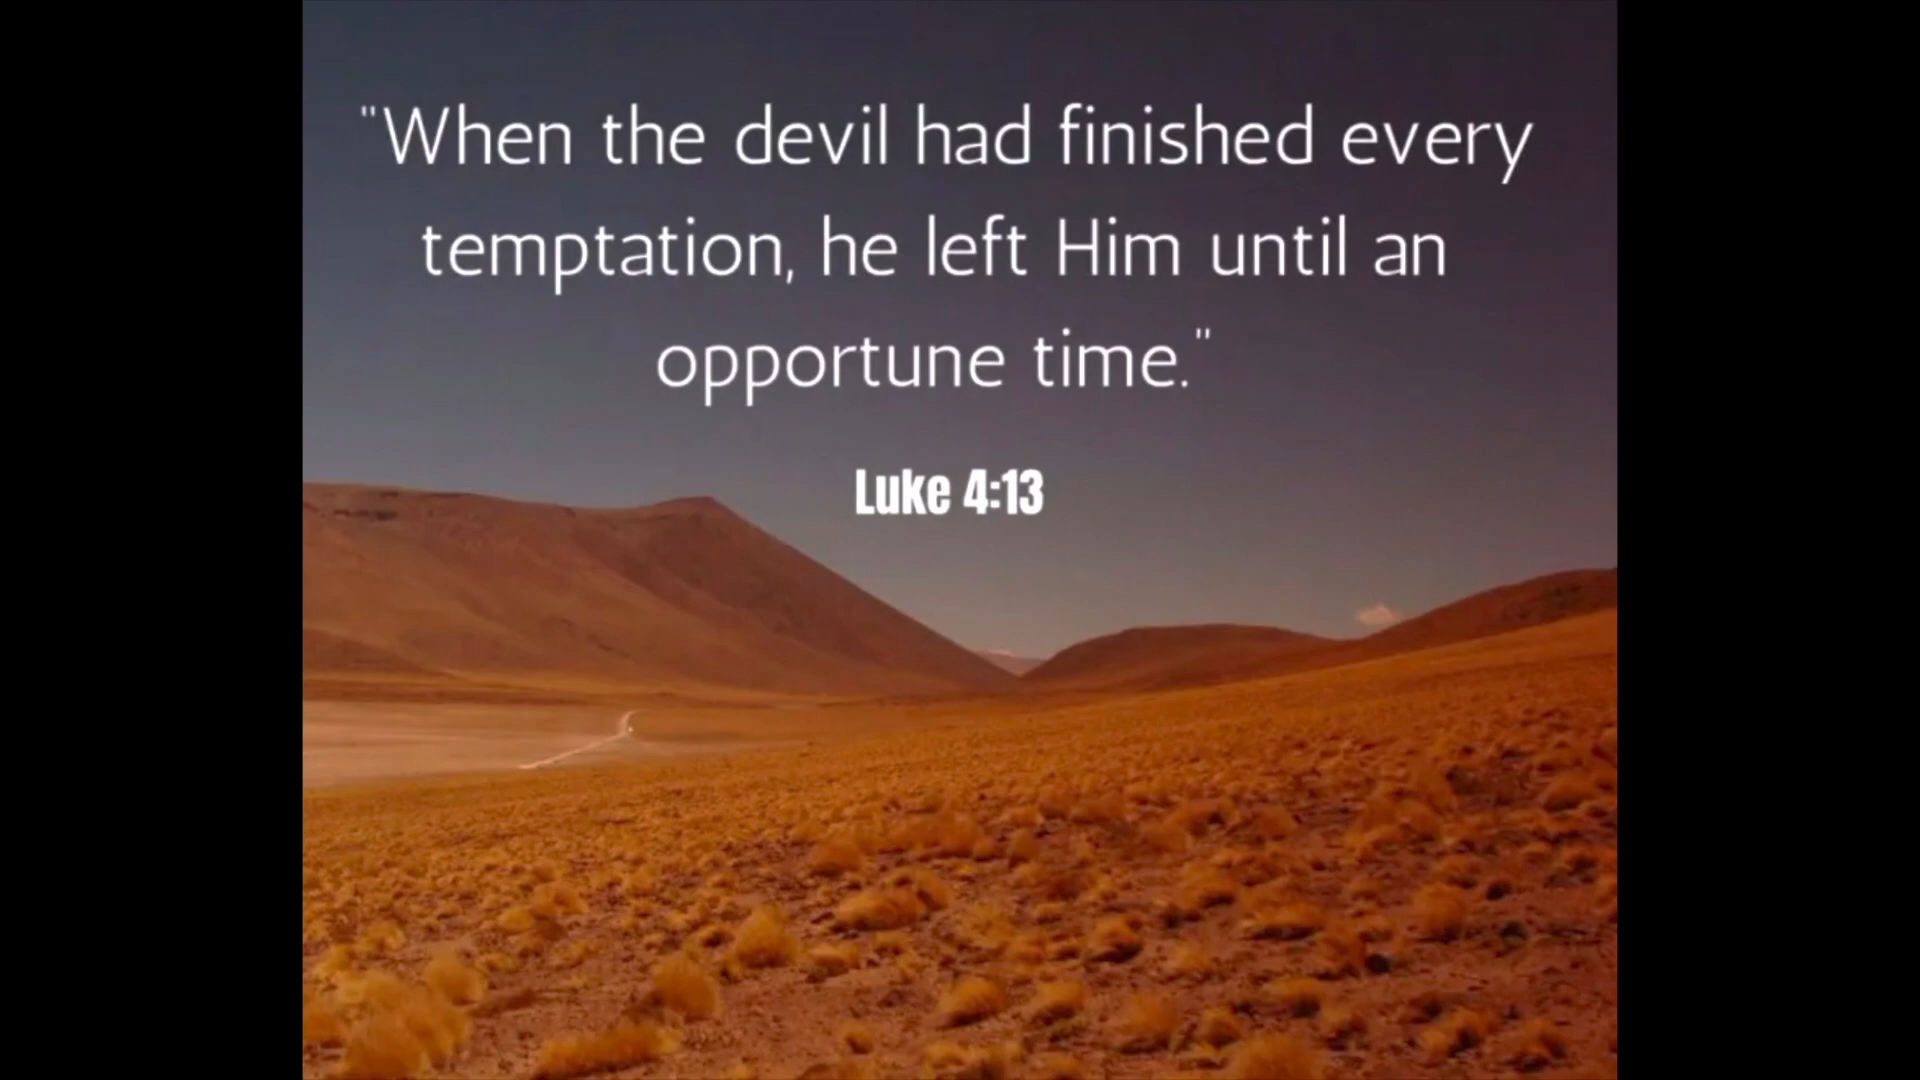 "When the devil had finished every
temptation, he left Him until an
opportune time."
Luke 4:13